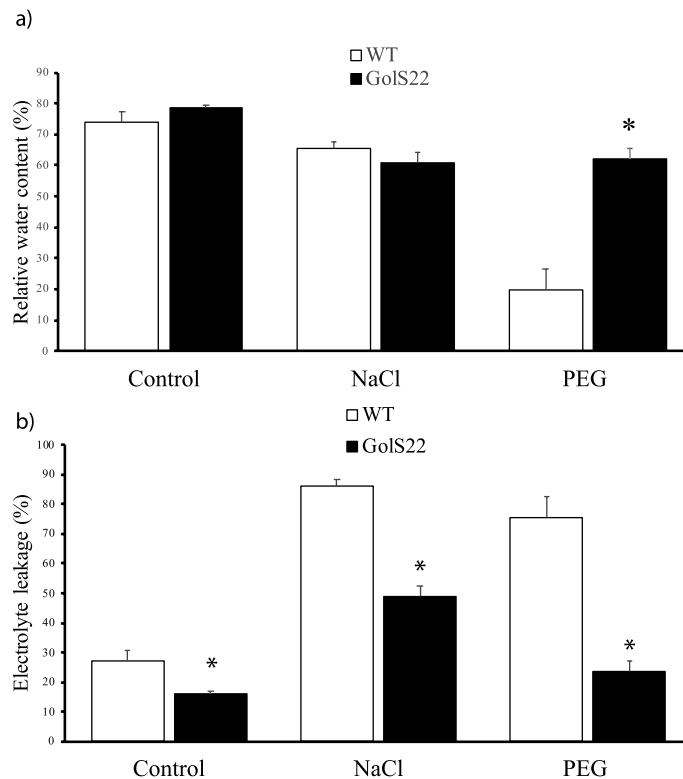 a)
WT
GolS22
Relative water content (%)
90
80
70
60
50
40
30
20
10
0
*
Control NaCl PEG
b)
WT
GolS22
Electrolyte leakage (%)
100
90
80
70
60
50
40
30
20
10
0
*
*
*
Control NaCl PEG